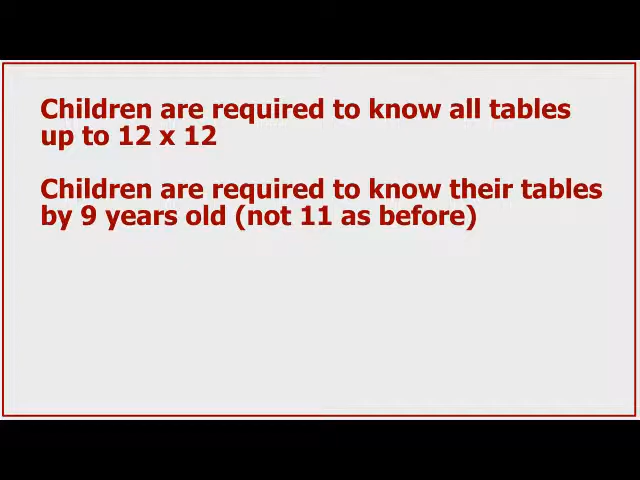 Children are required to know all tables
up to 12 x 12
Children are required to know their tables
by 9 years old (not 11 as before)